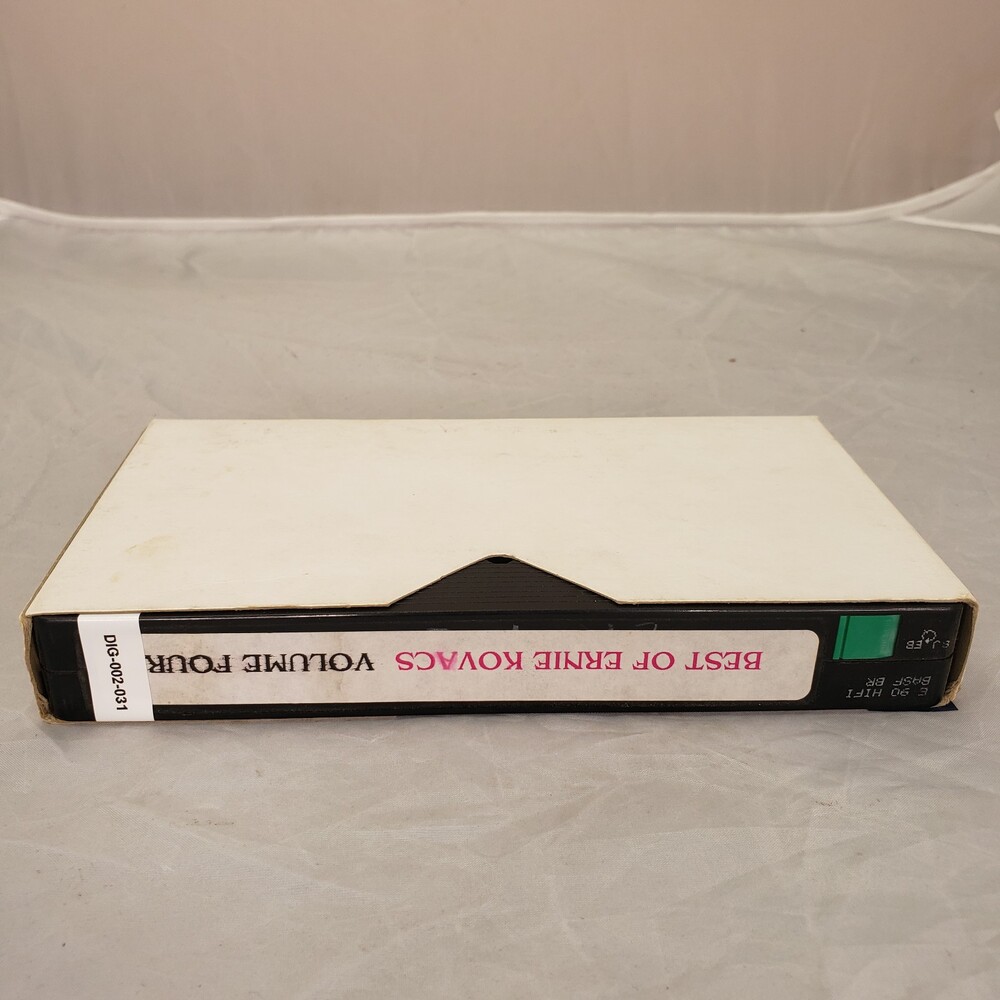 BEST OF ERNIE KOVACS VOLUME FOUR
DIG-002-031
E 90 HIFI
BASF BR